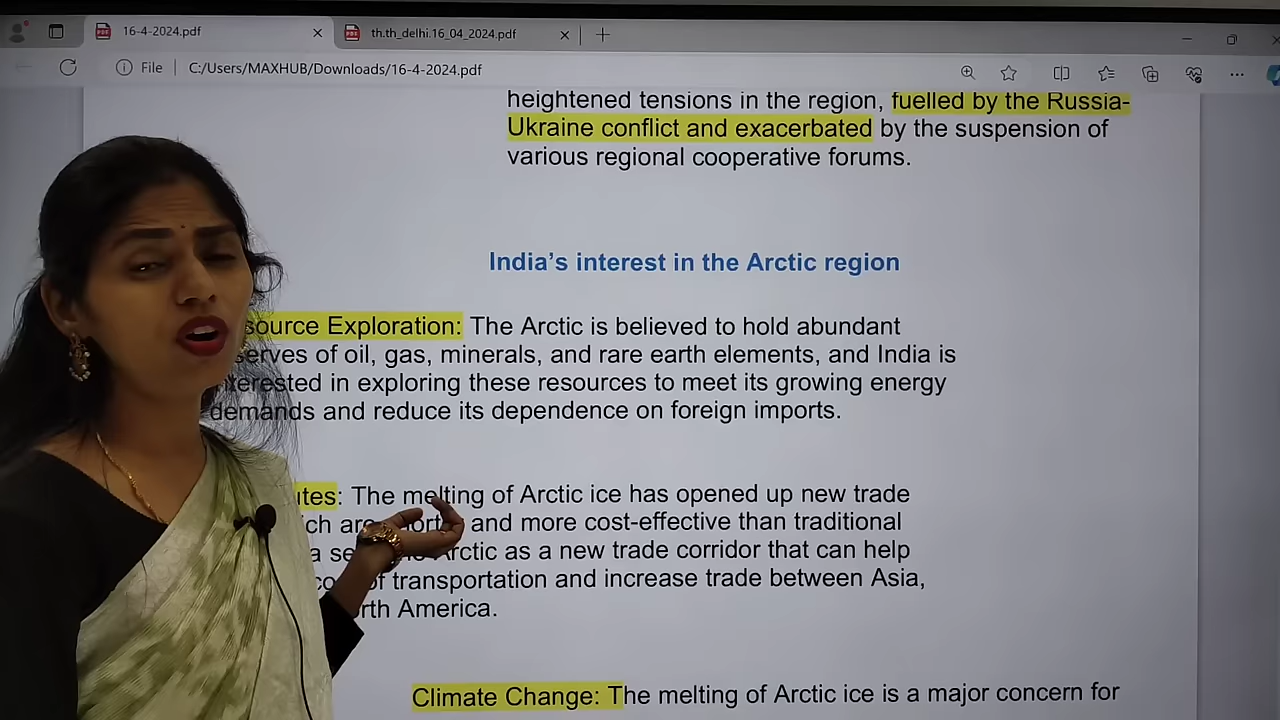 16-4-2024.pdf
th.th_delhi.16_04_2024.pdf
File
C:/Users/MAXHUB/Downloads/16-4-2024.pdf
heightened tensions in the region, fuelled by the Russia-
Ukraine conflict and exacerbated by the suspension of
various regional cooperative forums.
India's interest in the Arctic region
Exploration: The Arctic is believed to hold abundant
of oil, gas, minerals, and rare earth elements, and India is
in exploring these resources to meet its growing energy
demands and reduce its dependence on foreign imports.
: The melting of Arctic ice has opened up new trade
and more cost-effective than traditional
Arctic as a new trade corridor that can help
of transportation and increase trade between Asia,
America.
Climate Change: The melting of Arctic ice is a major concern for